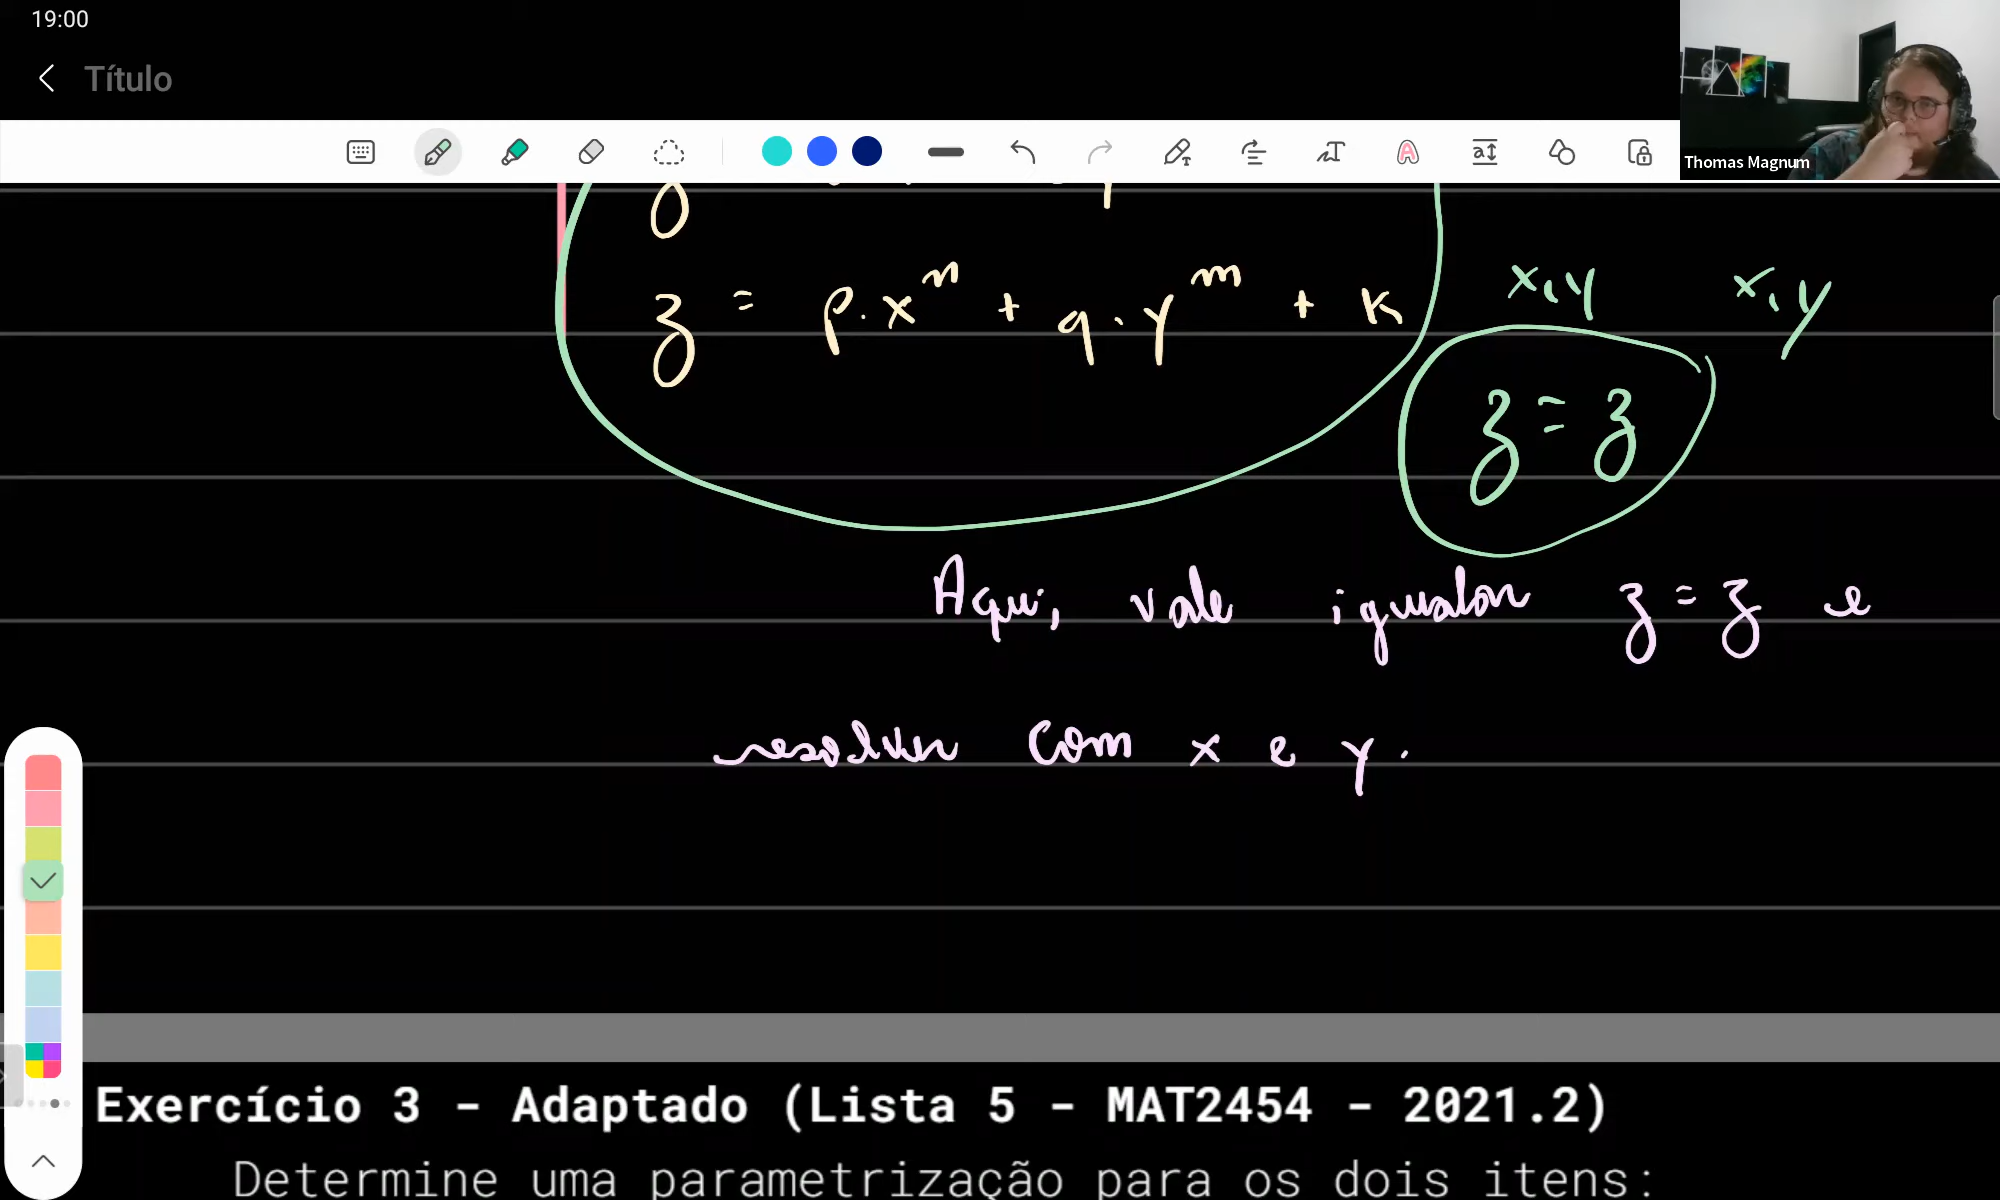 19:00
Título
Thomas Magnum
z = p.x^n + q.y^m + k
x,y x,y
z = z
Aqui, vale igualar z = z e
resolver com x e y.
Exercício 3 - Adaptado (Lista 5 - MAT2454 - 2021.2)
Determine uma parametrização para os dois itens: